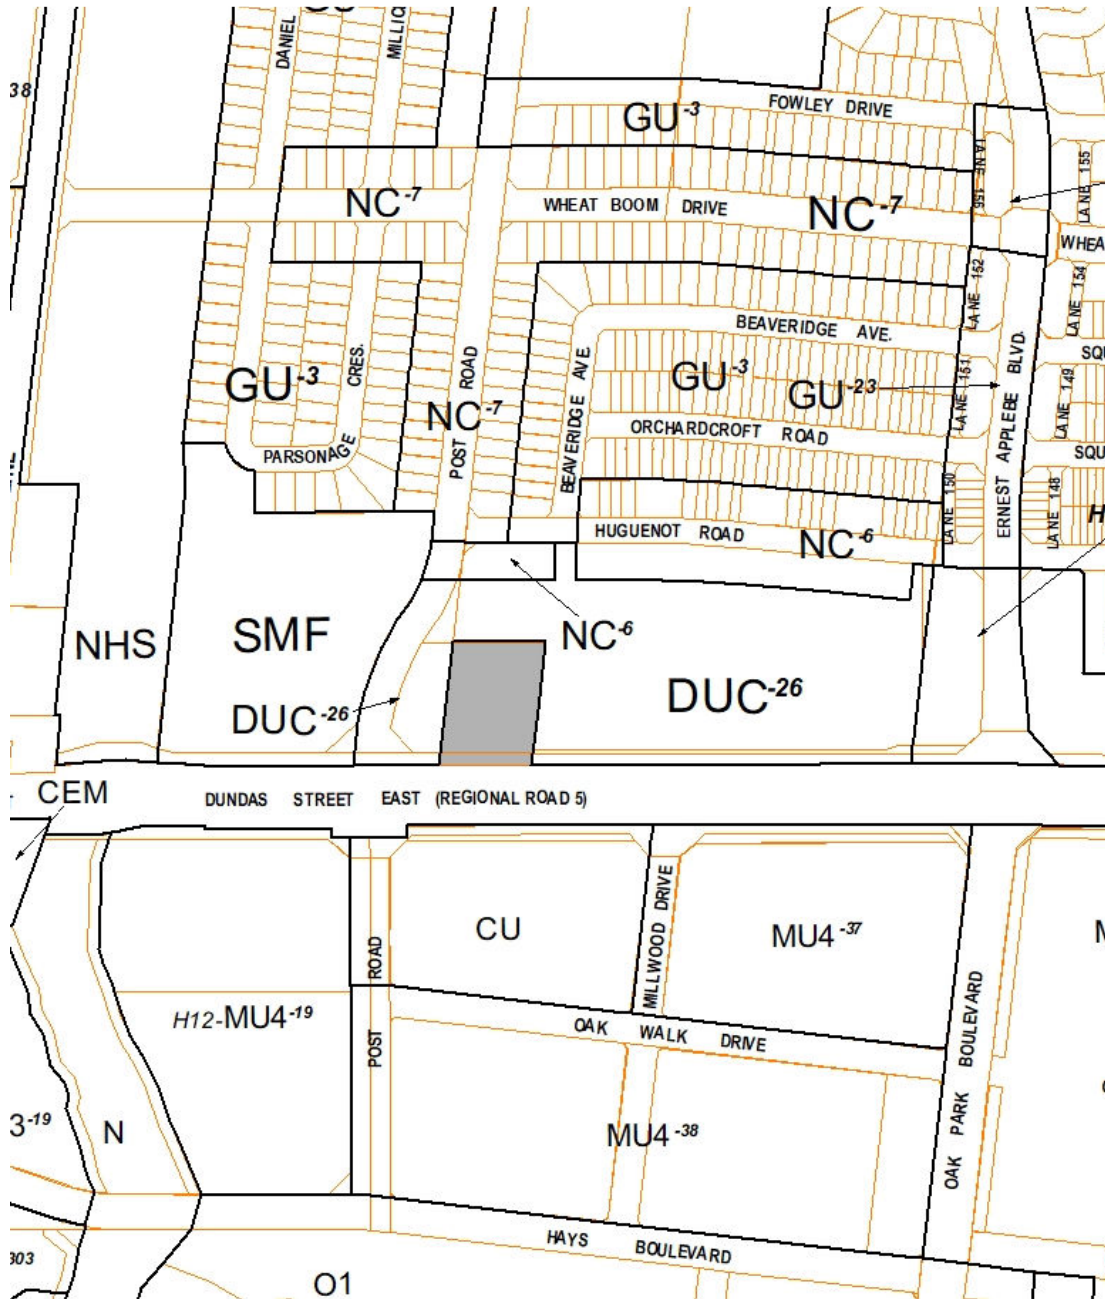 DANIEL
38
GU-3
FOWLEY DRIVE
LANE 156
LANE 155
NC-7
WHEAT BOOM DRIVE
NC-7
LANE 152
LANE 154
BEAVERIDGE AVE.
GU-3
CRES.
POST ROAD
NC-7
BEAVERIDGE AVE.
GU-3
GU-23
LANE 151
ERNEST APPLEBE BLVD.
LANE 149
ORCHARDCROFT ROAD
PARSONAGE
LANE 150
LANE 148
H
HUGUENOT ROAD
NC-6
NHS
SMF
NC-6
DUC-26
DUC-26
CEM
DUNDAS STREET EAST (REGIONAL ROAD 5)
CU
MILLWOOD DRIVE
MU4-37
POST ROAD
H12-MU4-19
OAK WALK DRIVE
OAK PARK BOULEVARD
3-19
N
MU4-38
HAYS BOULEVARD
303
O1